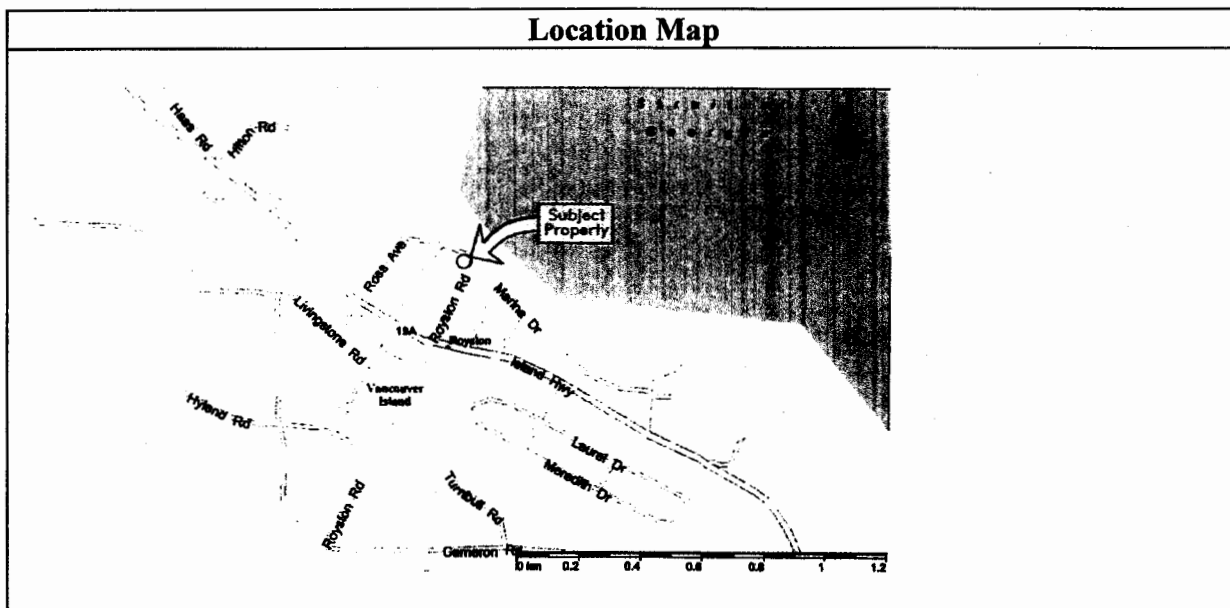 Location Map
Haas Rd
Hilton Rd
Subject
Property
Ross Ave
Royston Rd
Marine Dr
Livingstone Rd
19A
Royston
Island Hwy
Vancouver
Island
Hyland Rd
Laurel Dr
Meredith Dr
Royston Rd
Turnbull Rd
Cameron Rd
0 km 0.2 0.4 0.6 0.8 1 1.2